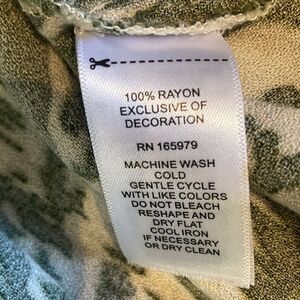 100% RAYON
EXCLUSIVE OF
DECORATION
RN 165979
MACHINE WASH
COLD
GENTLE CYCLE
WITH LIKE COLORS
DO NOT BLEACH
RESHAPE AND
DRY FLAT
COOL IRON
IF NECESSARY
OR DRY CLEAN